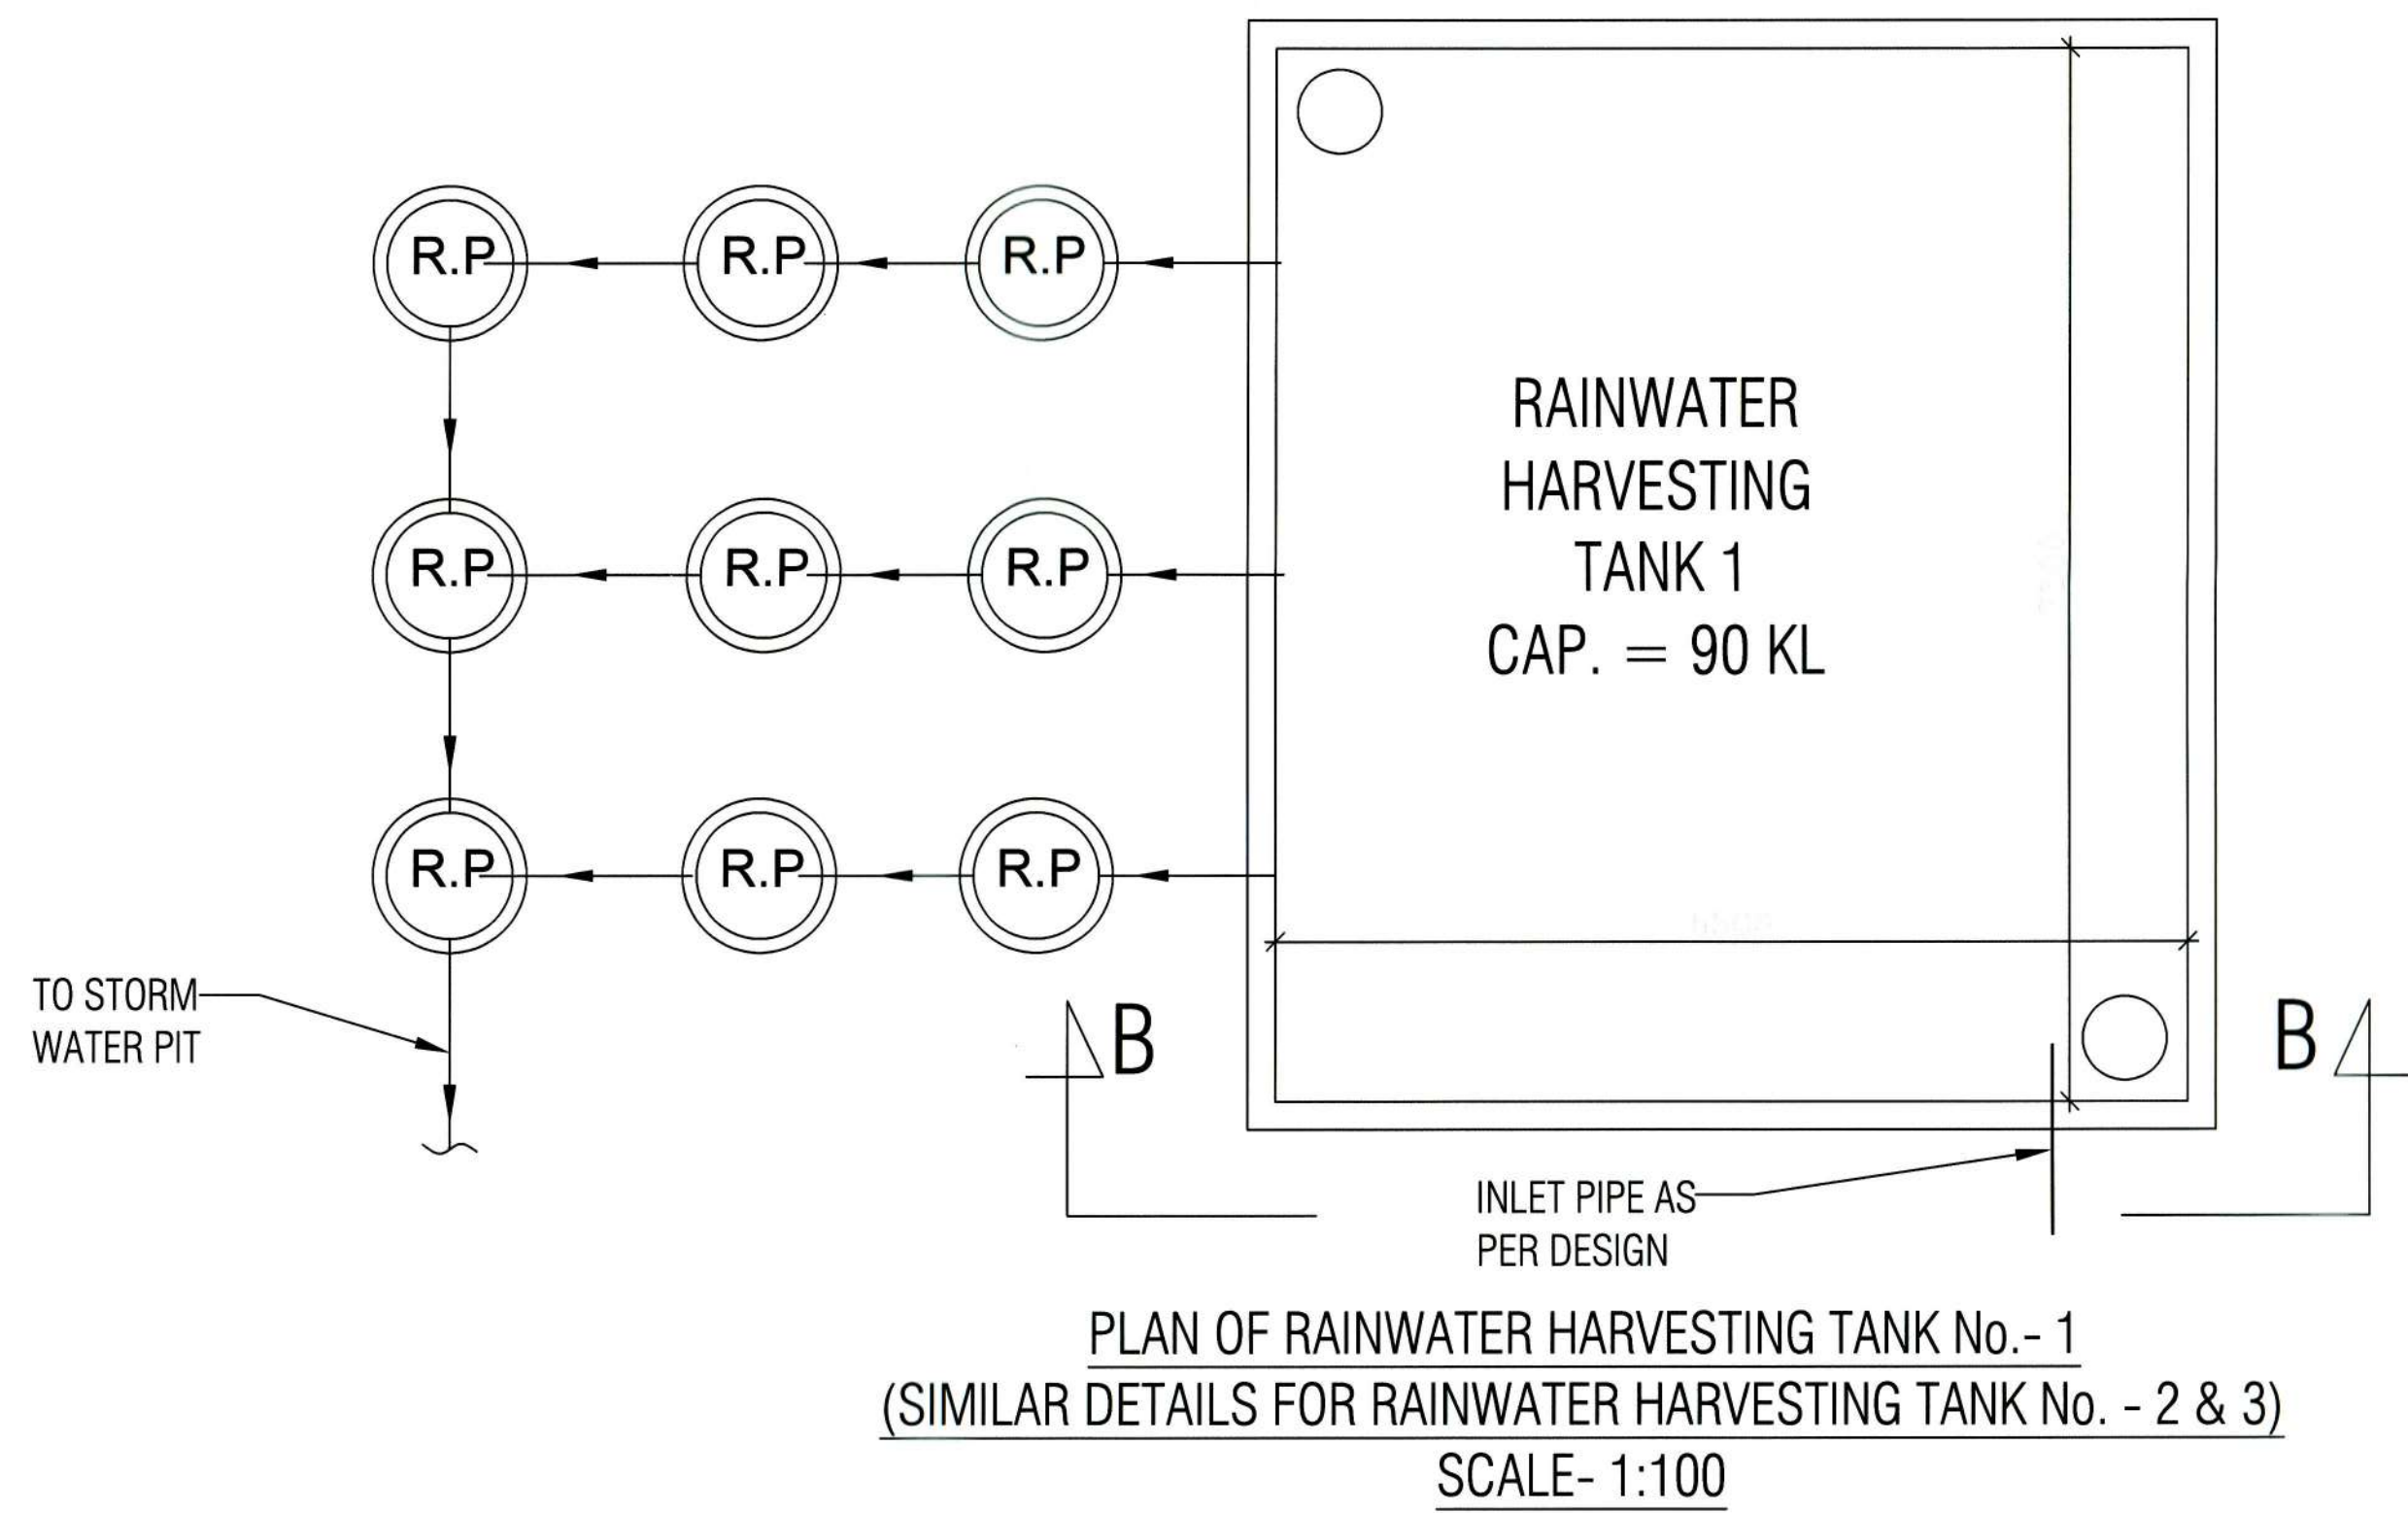 R.P R.P R.P
R.P R.P R.P
R.P R.P R.P
RAINWATER
HARVESTING
TANK 1
CAP. = 90 KL
TO STORM
WATER PIT
B
B
INLET PIPE AS
PER DESIGN
PLAN OF RAINWATER HARVESTING TANK No.- 1
(SIMILAR DETAILS FOR RAINWATER HARVESTING TANK No. - 2 & 3)
SCALE- 1:100